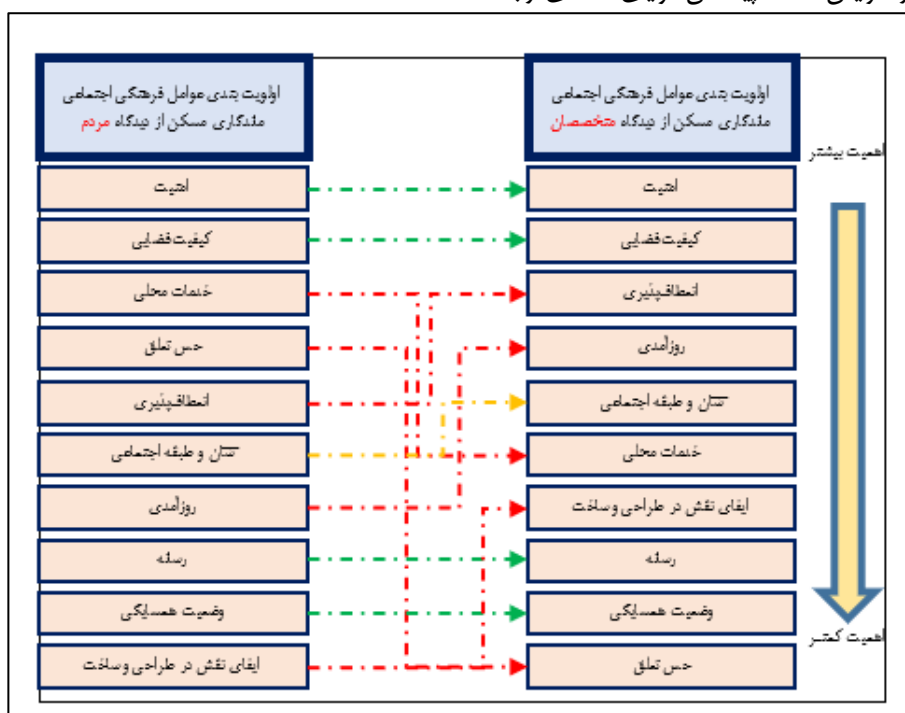 اولویت بندی عوامل فرهنگی اجتماعی
ماندگاری مسکن از دیدگاه متخصصان
اهمیت بیشتر
امنیت
کیفیت فضایی
انعطاف‌پذیری
روزآمدی
شان و طبقه اجتماعی
خدمات محلی
ایفای نقش در طراحی و ساخت
رسانه
وضعیت همسایگی
حس تعلق
اهمیت کمتر
اولویت بندی عوامل فرهنگی اجتماعی
ماندگاری مسکن از دیدگاه مردم
امنیت
کیفیت فضایی
خدمات محلی
حس تعلق
انعطاف‌پذیری
شان و طبقه اجتماعی
روزآمدی
رسانه
وضعیت همسایگی
ایفای نقش در طراحی و ساخت